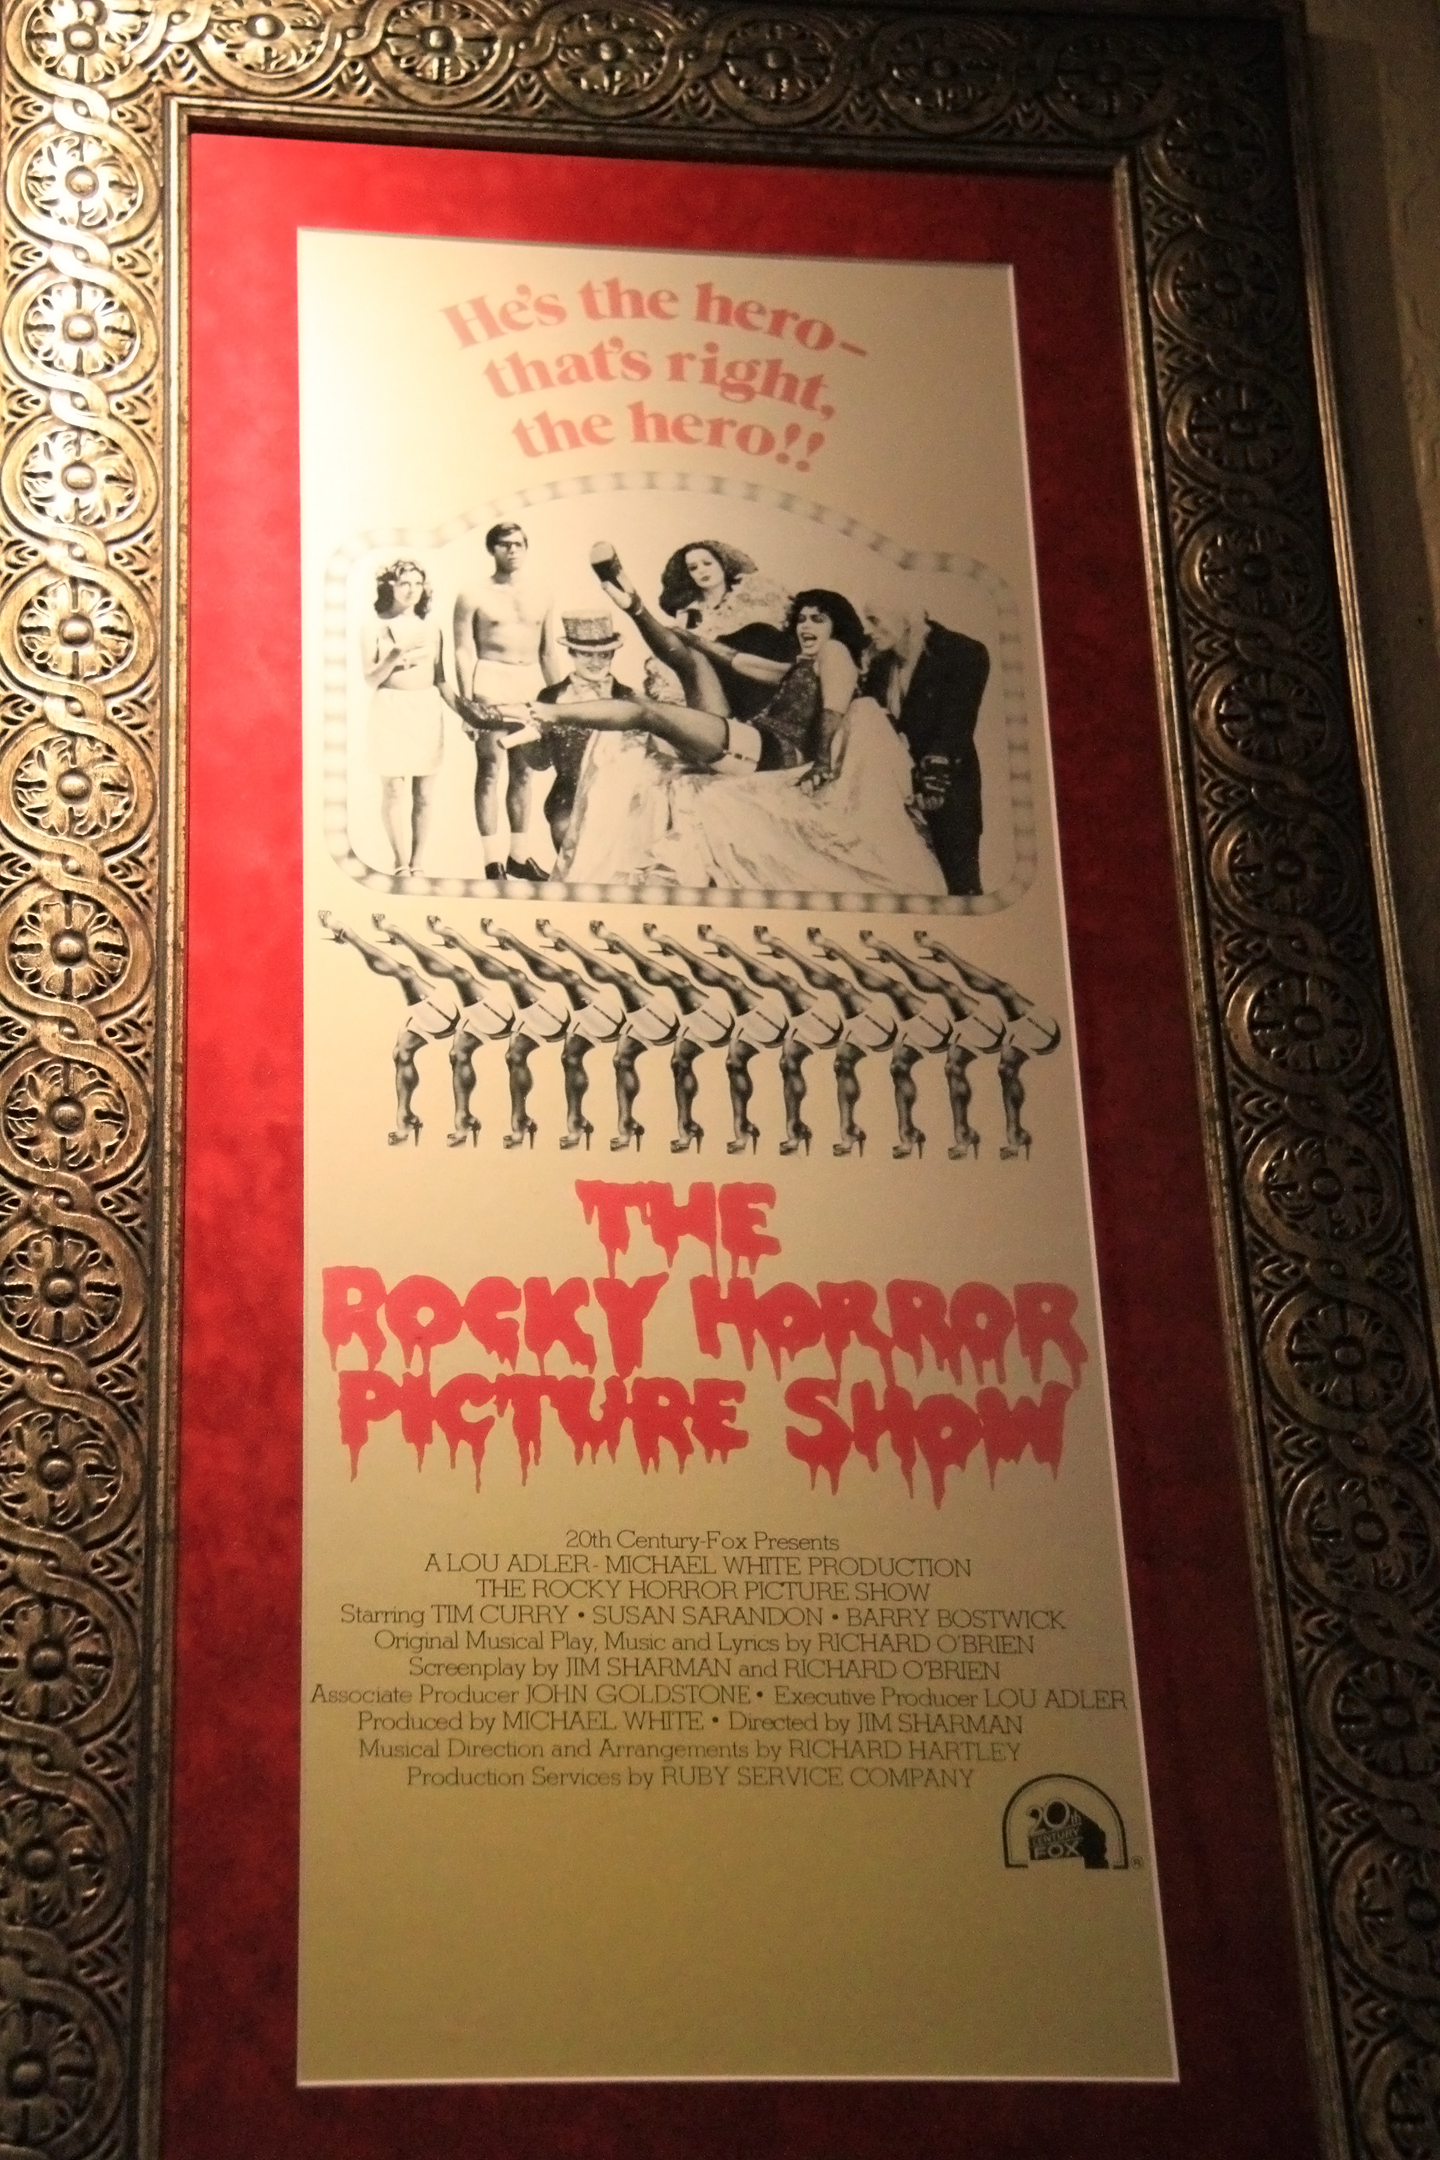 He's the hero–
that's right,
the hero!!
THE
ROCKY HORROR
PICTURE SHOW
20th Century-Fox Presents
A LOU ADLER - MICHAEL WHITE PRODUCTION
THE ROCKY HORROR PICTURE SHOW
Starring TIM CURRY • SUSAN SARANDON • BARRY BOSTWICK
Original Musical Play, Music and Lyrics by RICHARD O'BRIEN
Screenplay by JIM SHARMAN and RICHARD O'BRIEN
Associate Producer JOHN GOLDSTONE • Executive Producer LOU ADLER
Produced by MICHAEL WHITE • Directed by JIM SHARMAN
Musical Direction and Arrangements by RICHARD HARTLEY
Production Services by RUBY SERVICE COMPANY
20th
CENTURY
FOX ®